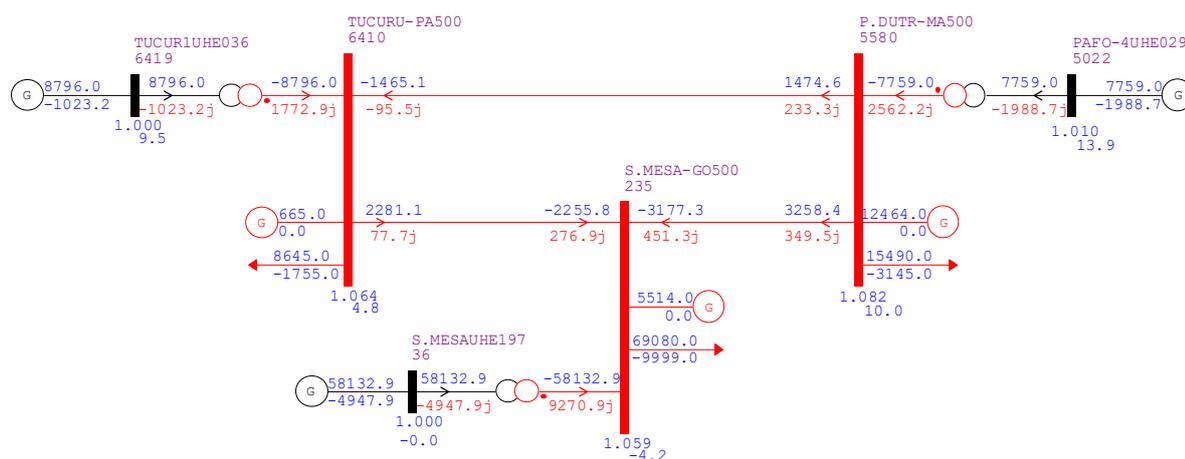 TUCURU-PA500
6410
P.DUTR-MA500
5580
TUCUR1UHE036
6419
PAFO-4UHE029
5022
G
8796.0
-1023.2
8796.0
-1023.2j
-8796.0
1772.9j
-1465.1
-95.5j
1474.6
233.3j
-7759.0
2562.2j
7759.0
-1988.7j
7759.0
-1988.7
G
1.000
9.5
1.010
13.9
S.MESA-GO500
235
G
665.0
0.0
2281.1
77.7j
-2255.8
276.9j
-3177.3
451.3j
3258.4
349.5j
12464.0
0.0
G
8645.0
-1755.0
15490.0
-3145.0
1.064
4.8
1.082
10.0
5514.0
0.0
G
69080.0
-9999.0
S.MESAUHE197
36
G
58132.9
-4947.9
58132.9
-4947.9j
-58132.9
9270.9j
1.000
-0.0
1.059
-4.2